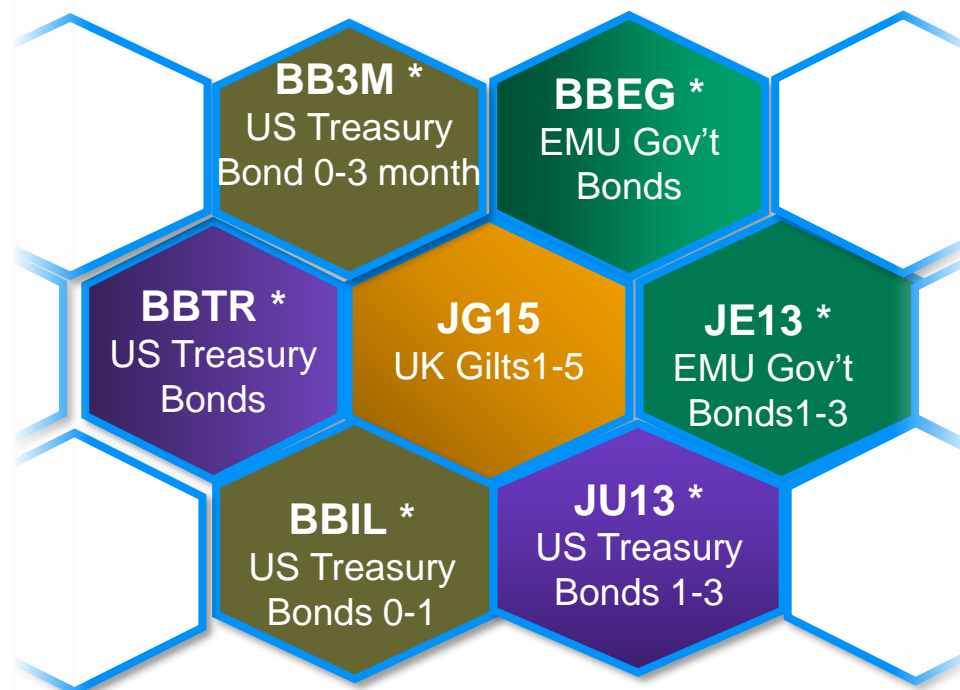 BB3M *
US Treasury
Bond 0-3 month
BBEG *
EMU Gov’t
Bonds
BBTR *
US Treasury
Bonds
JG15
UK Gilts1-5
JE13 *
EMU Gov’t
Bonds1-3
BBIL *
US Treasury
Bonds 0-1
JU13 *
US Treasury
Bonds 1-3